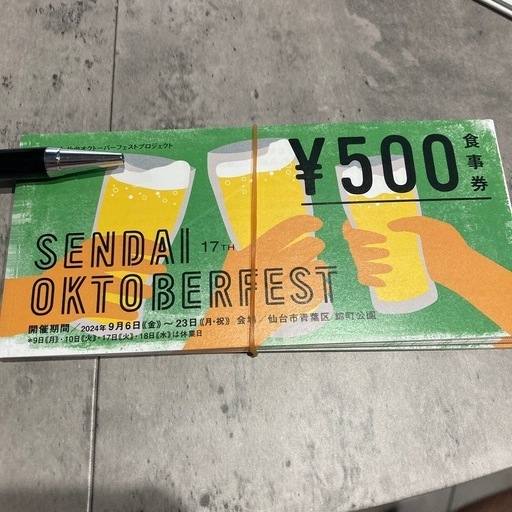 仙台オクトーバーフェストプロジェクト
¥500
食事券
SENDAI 17TH
OKTOBERFEST
開催期間／2024年9月6日《金》〜23日《月・祝》 会場／仙台市青葉区 錦町公園
※9日《月》・10日《火》・17日《火》・18日《水》は休業日